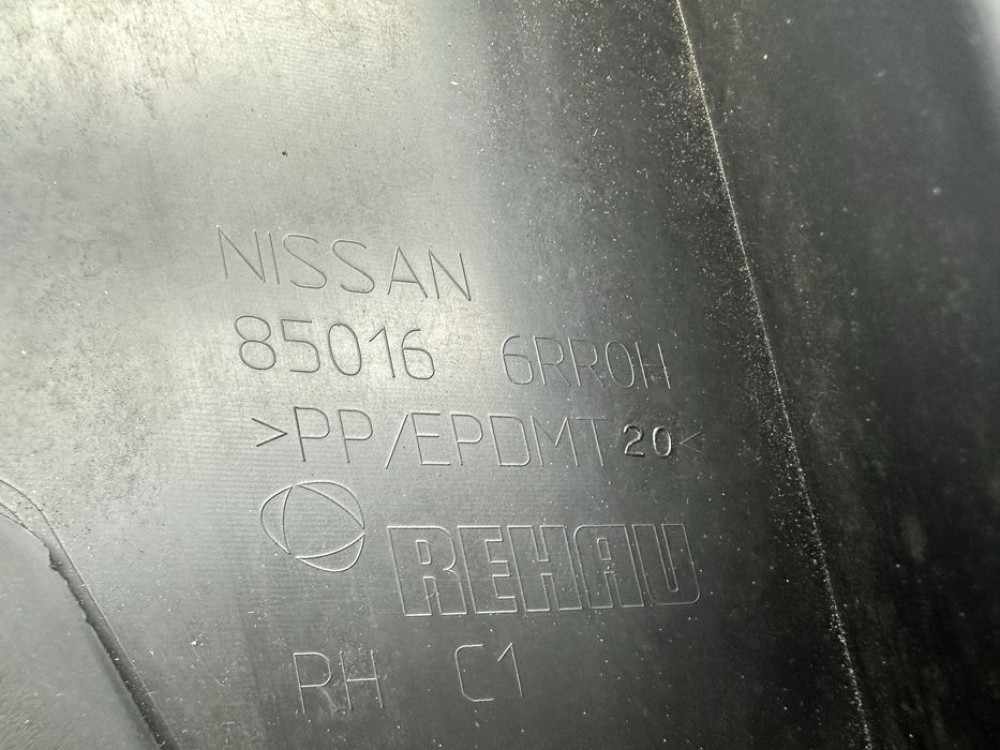 NISSAN
85016 6RR0H
>PP/EPDMT20<
REHAU
RH C1